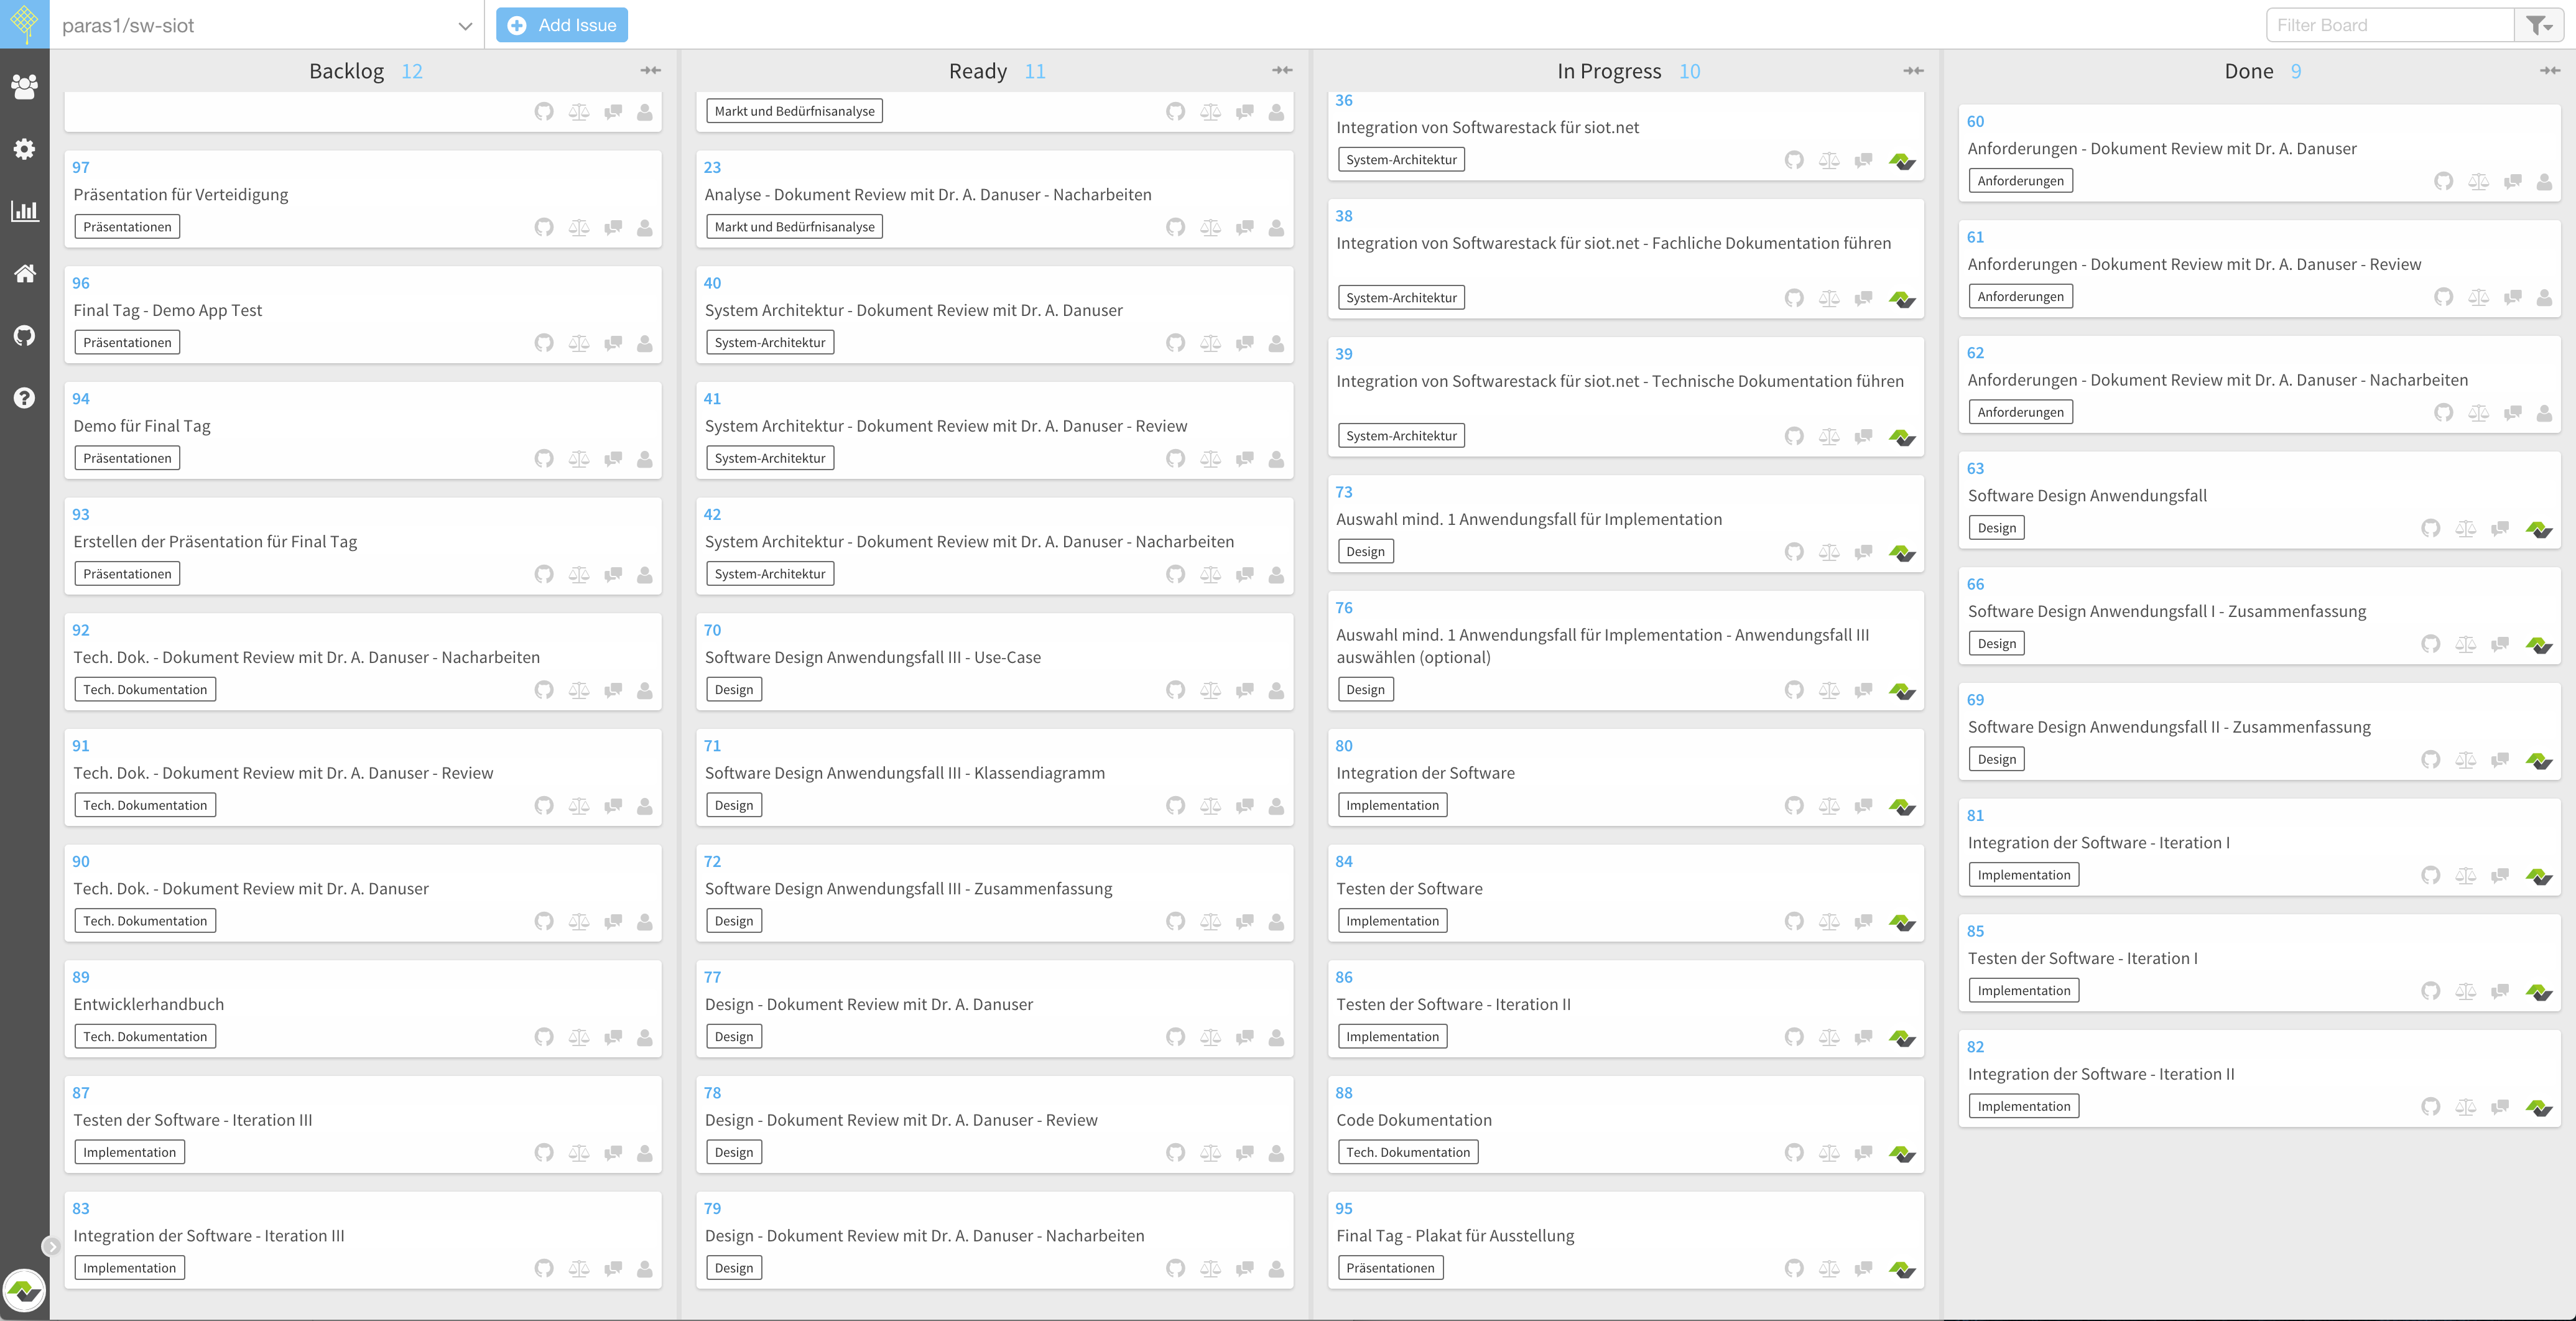 paras1/sw-siot
Add Issue
Filter Board
Backlog 12
97
Präsentation für Verteidigung
Präsentationen
96
Final Tag - Demo App Test
Präsentationen
94
Demo für Final Tag
Präsentationen
93
Erstellen der Präsentation für Final Tag
Präsentationen
92
Tech. Dok. - Dokument Review mit Dr. A. Danuser - Nacharbeiten
Tech. Dokumentation
91
Tech. Dok. - Dokument Review mit Dr. A. Danuser - Review
Tech. Dokumentation
90
Tech. Dok. - Dokument Review mit Dr. A. Danuser
Tech. Dokumentation
89
Entwicklerhandbuch
Tech. Dokumentation
87
Testen der Software - Iteration III
Implementation
83
Integration der Software - Iteration III
Implementation
Ready 11
Markt und Bedürfnisanalyse
23
Analyse - Dokument Review mit Dr. A. Danuser - Nacharbeiten
Markt und Bedürfnisanalyse
40
System Architektur - Dokument Review mit Dr. A. Danuser
System-Architektur
41
System Architektur - Dokument Review mit Dr. A. Danuser - Review
System-Architektur
42
System Architektur - Dokument Review mit Dr. A. Danuser - Nacharbeiten
System-Architektur
70
Software Design Anwendungsfall III - Use-Case
Design
71
Software Design Anwendungsfall III - Klassendiagramm
Design
72
Software Design Anwendungsfall III - Zusammenfassung
Design
77
Design - Dokument Review mit Dr. A. Danuser
Design
78
Design - Dokument Review mit Dr. A. Danuser - Review
Design
79
Design - Dokument Review mit Dr. A. Danuser - Nacharbeiten
Design
In Progress 10
36
Integration von Softwarestack für siot.net
System-Architektur
38
Integration von Softwarestack für siot.net - Fachliche Dokumentation führen
System-Architektur
39
Integration von Softwarestack für siot.net - Technische Dokumentation führen
System-Architektur
73
Auswahl mind. 1 Anwendungsfall für Implementation
Design
76
Auswahl mind. 1 Anwendungsfall für Implementation - Anwendungsfall III
auswählen (optional)
Design
80
Integration der Software
Implementation
84
Testen der Software
Implementation
86
Testen der Software - Iteration II
Implementation
88
Code Dokumentation
Tech. Dokumentation
95
Final Tag - Plakat für Ausstellung
Präsentationen
Done 9
60
Anforderungen - Dokument Review mit Dr. A. Danuser
Anforderungen
61
Anforderungen - Dokument Review mit Dr. A. Danuser - Review
Anforderungen
62
Anforderungen - Dokument Review mit Dr. A. Danuser - Nacharbeiten
Anforderungen
63
Software Design Anwendungsfall
Design
66
Software Design Anwendungsfall I - Zusammenfassung
Design
69
Software Design Anwendungsfall II - Zusammenfassung
Design
81
Integration der Software - Iteration I
Implementation
85
Testen der Software - Iteration I
Implementation
82
Integration der Software - Iteration II
Implementation